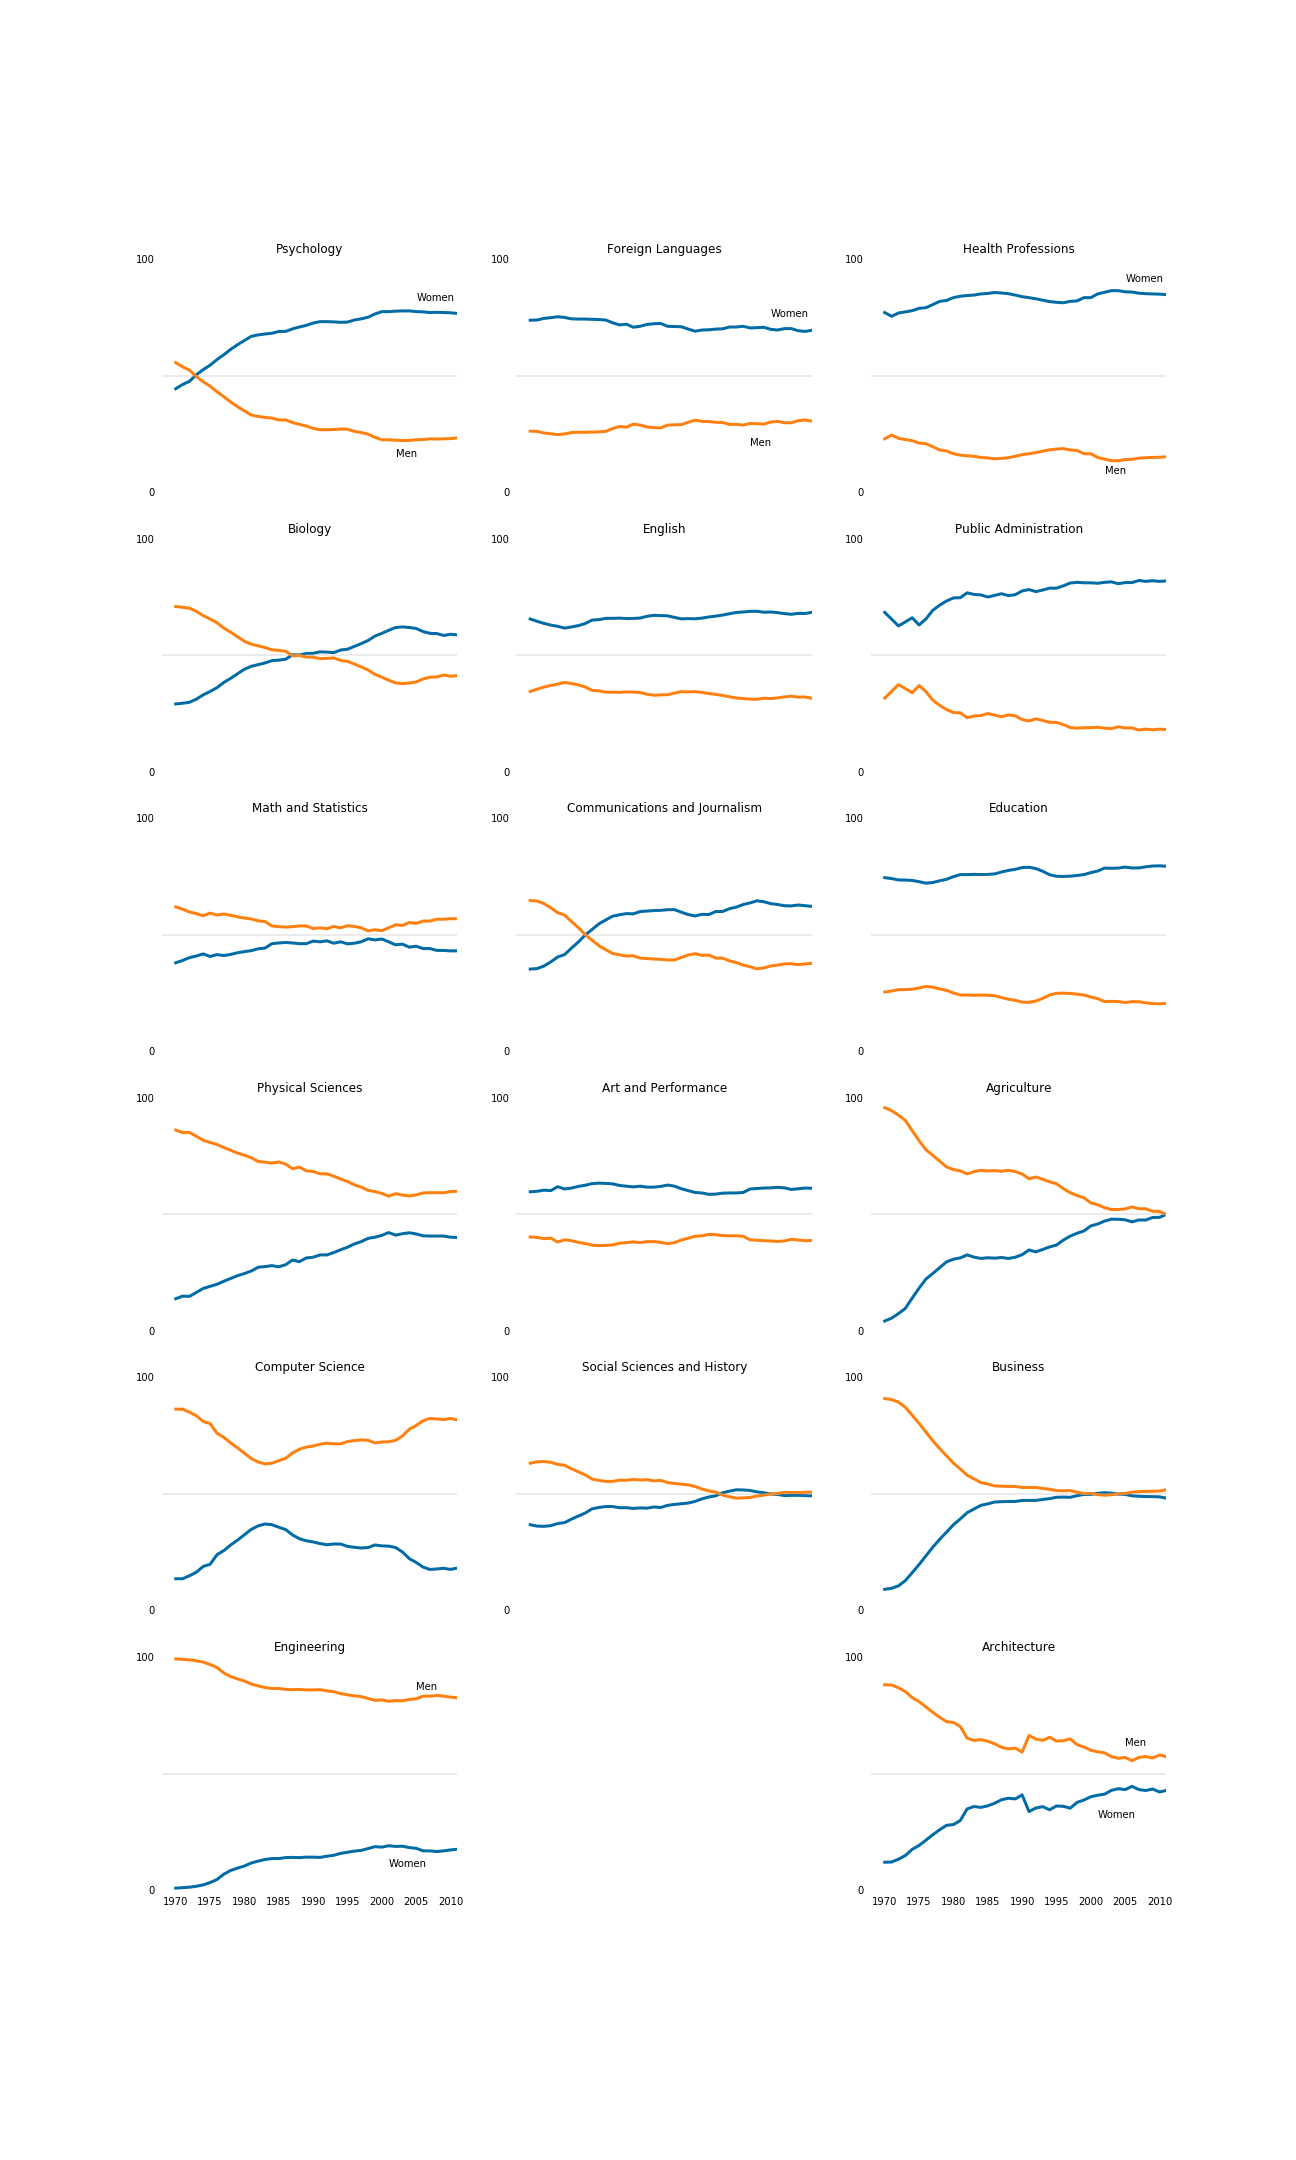 Psychology
Foreign Languages
Health Professions
100
100
100
Women
Women
Women
Men
Men
Men
0
0
0
Biology
English
Public Administration
100
100
100
0
0
0
Math and Statistics
Communications and Journalism
Education
100
100
100
0
0
0
Physical Sciences
Art and Performance
Agriculture
100
100
100
0
0
0
Computer Science
Social Sciences and History
Business
100
100
100
0
0
0
Engineering
Architecture
100
100
Men
Men
Women
Women
0
0
1970 1975 1980 1985 1990 1995 2000 2005 2010
1970 1975 1980 1985 1990 1995 2000 2005 2010